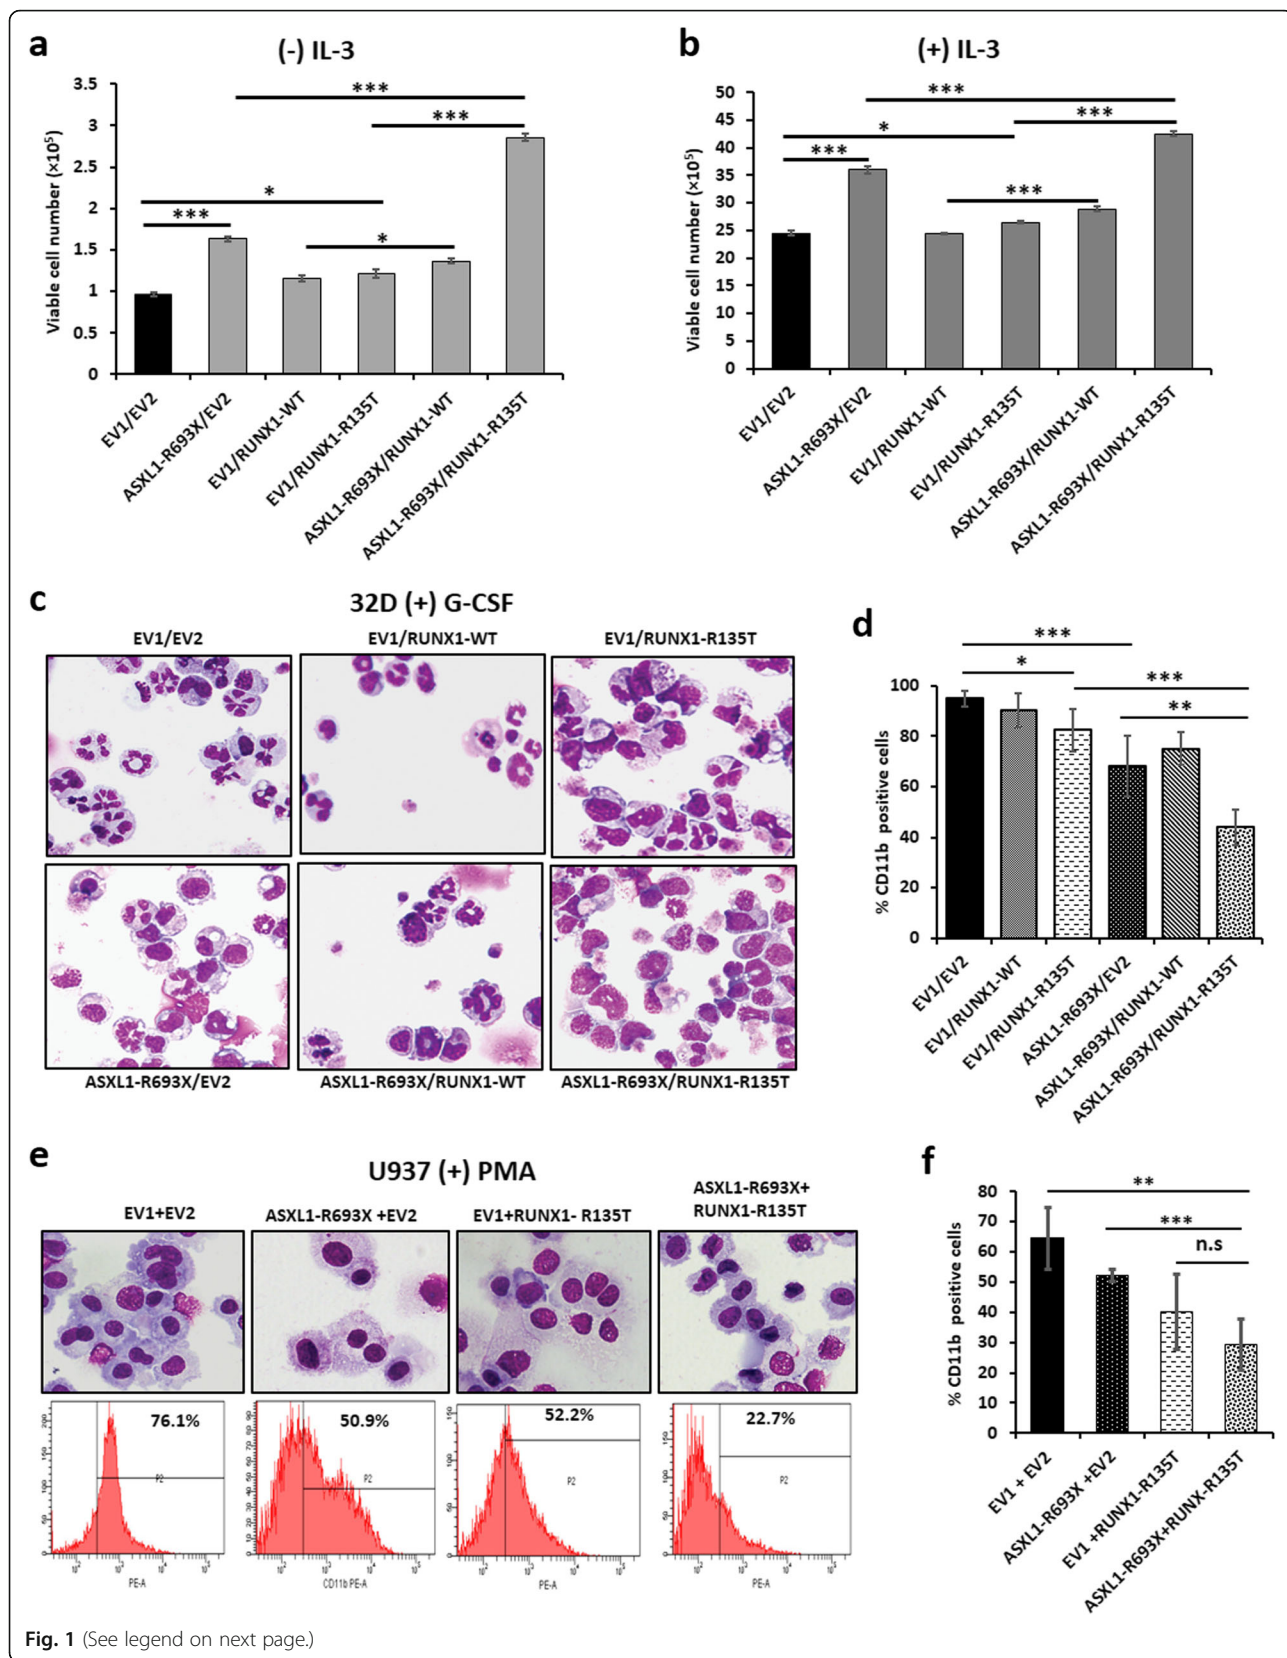 a
(-) IL-3
Viable cell number (×10⁵)
3.5
3
2.5
2
1.5
1
0.5
0
***
***
*
***
*
EV1/EV2
ASXL1-R693X/EV2
EV1/RUNX1-WT
EV1/RUNX1-R135T
ASXL1-R693X/RUNX1-WT
ASXL1-R693X/RUNX1-R135T
b
(+) IL-3
Viable cell number (×10⁵)
50
45
40
35
30
25
20
15
10
5
0
***
***
*
***
***
EV1/EV2
ASXL1-R693X/EV2
EV1/RUNX1-WT
EV1/RUNX1-R135T
ASXL1-R693X/RUNX1-WT
ASXL1-R693X/RUNX1-R135T
c
32D (+) G-CSF
EV1/EV2
EV1/RUNX1-WT
EV1/RUNX1-R135T
ASXL1-R693X/EV2
ASXL1-R693X/RUNX1-WT
ASXL1-R693X/RUNX1-R135T
d
% CD11b positive cells
100
80
60
40
20
0
***
*
***
**
EV1/EV2
EV1/RUNX1-WT
EV1/RUNX1-R135T
ASXL1-R693X/EV2
ASXL1-R693X/RUNX1-WT
ASXL1-R693X/RUNX1-R135T
e
U937 (+) PMA
EV1+EV2
ASXL1-R693X +EV2
EV1+RUNX1- R135T
ASXL1-R693X+
RUNX1-R135T
76.1%
P2
PE-A
50.9%
P2
CD11b PE-A
52.2%
P2
PE-A
22.7%
P2
PE-A
f
% CD11b positive cells
80
70
60
50
40
30
20
10
0
**
***
n.s
EV1 + EV2
ASXL1-R693X +EV2
EV1 +RUNX1-R135T
ASXL1-R693X+RUNX-R135T
Fig. 1 (See legend on next page.)